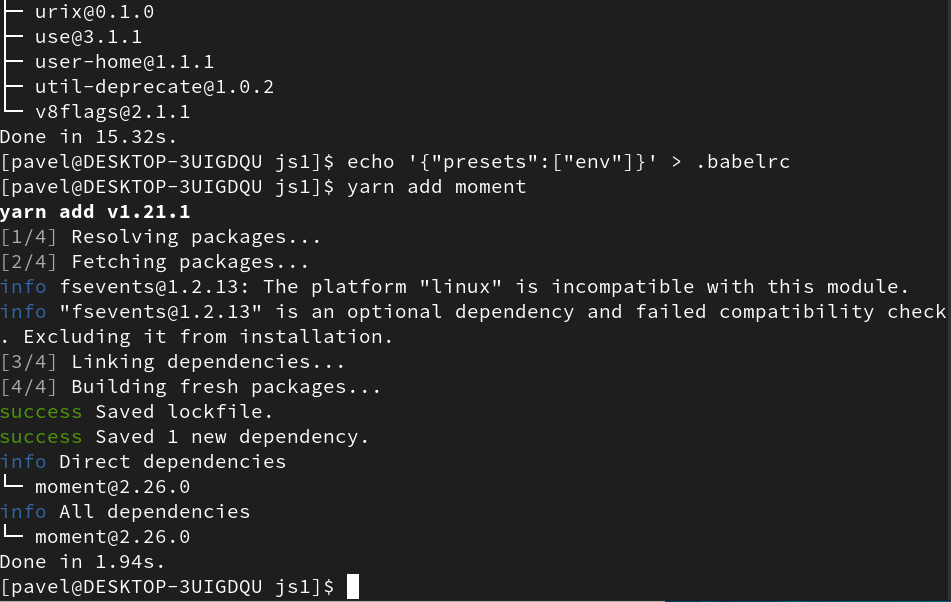 ├─ urix@0.1.0
├─ use@3.1.1
├─ user-home@1.1.1
├─ util-deprecate@1.0.2
└─ v8flags@2.1.1
Done in 15.32s.
[pavel@DESKTOP-3UIGDQU js1]$ echo '{"presets":["env"]}' > .babelrc
[pavel@DESKTOP-3UIGDQU js1]$ yarn add moment
yarn add v1.21.1
[1/4] Resolving packages...
[2/4] Fetching packages...
info fsevents@1.2.13: The platform "linux" is incompatible with this module.
info "fsevents@1.2.13" is an optional dependency and failed compatibility check
. Excluding it from installation.
[3/4] Linking dependencies...
[4/4] Building fresh packages...
success Saved lockfile.
success Saved 1 new dependency.
info Direct dependencies
└─ moment@2.26.0
info All dependencies
└─ moment@2.26.0
Done in 1.94s.
[pavel@DESKTOP-3UIGDQU js1]$